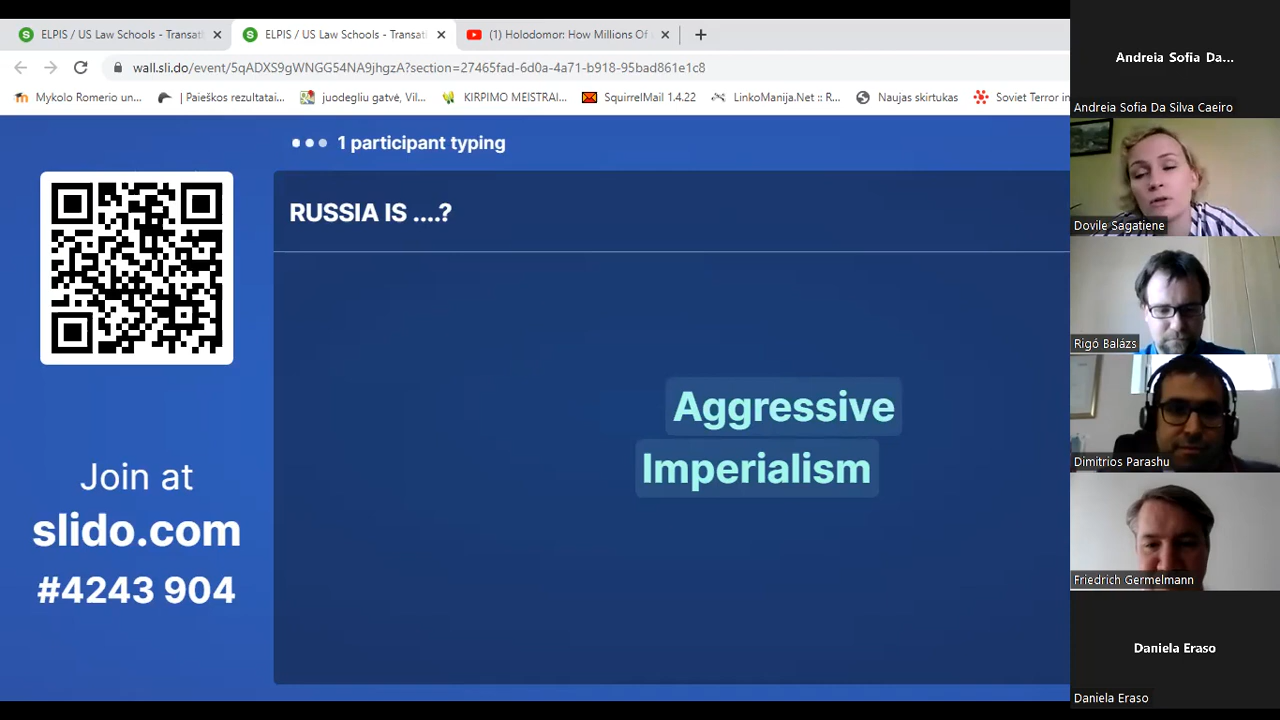 ELPIS / US Law Schools - Transati
ELPIS / US Law Schools - Transati
(1) Holodomor: How Millions Of
wall.sli.do/event/5qADXS9gWNGG54NA9jhgzA?section=27465fad-6d0a-4a71-b918-95bad861e1c8
Mykolo Romerio un...
| Paieškos rezultatai...
juodegliu gatvė, Vil...
KIRPIMO MEISTRAI...
SquirrelMail 1.4.22
LinkoManija.Net :: R...
Naujas skirtukas
Soviet Terror in
1 participant typing
RUSSIA IS ....?
Aggressive
Imperialism
Join at
slido.com
#4243 904
Andreia Sofia Da...
Andreia Sofia Da Silva Caeiro
Dovile Sagatiene
Rigó Balázs
Dimitrios Parashu
Friedrich Germelmann
Daniela Eraso
Daniela Eraso